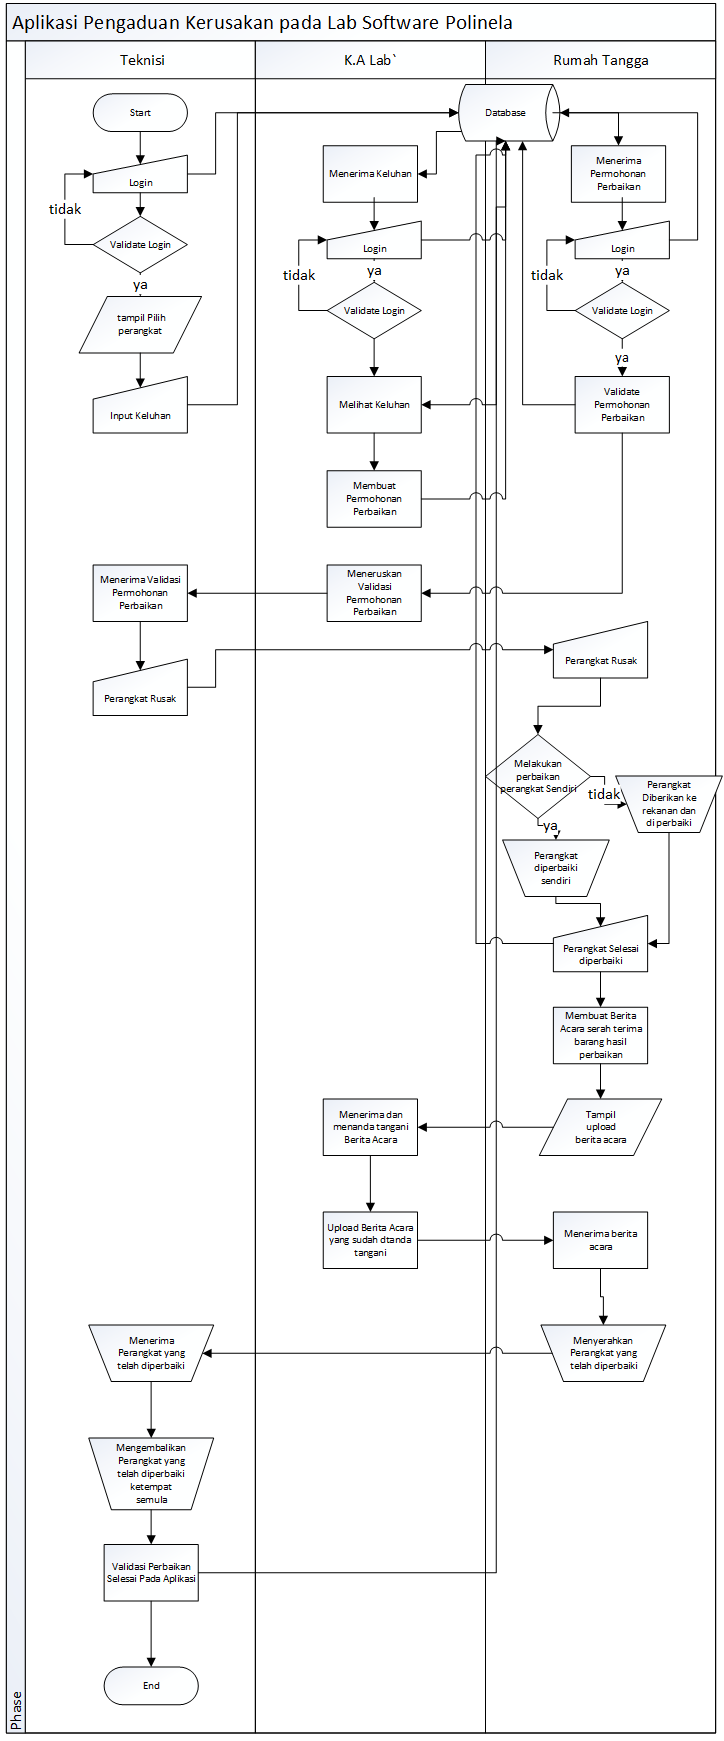 Aplikasi Pengaduan Kerusakan pada Lab Software Polinela
Teknisi
K.A Lab`
Rumah Tangga
Start
Database
Login
Menerima Keluhan
Menerima
Permohonan
Perbaikan
tidak
Validate Login
ya
Login
ya
tidak
Validate Login
Login
ya
tidak
Validate Login
ya
tampil Pilih
perangkat
Input Keluhan
Melihat Keluhan
Validate
Permohonan
Perbaikan
Membuat
Permohonan
Perbaikan
Menerima Validasi
Permohonan
Perbaikan
Meneruskan
Validasi
Permohonan
Perbaikan
Perangkat Rusak
Perangkat Rusak
Melakukan
perbaikan
perangkat Sendiri
tidak
Perangkat
Diberikan ke
rekanan dan
di perbaiki
ya
Perangkat
diperbaiki
sendiri
Perangkat Selesai
diperbaiki
Membuat Berita
Acara serah terima
barang hasil
perbaikan
Menerima dan
menanda tangani
Berita Acara
Tampil
upload
berita acara
Upload Berita Acara
yang sudah dtanda
tangani
Menerima berita
acara
Menerima
Perangkat yang
telah diperbaiki
Menyerahkan
Perangkat yang
telah diperbaiki
Mengembalikan
Perangkat yang
telah diperbaiki
ketempat
semula
Validasi Perbaikan
Selesai Pada Aplikasi
End
Phase